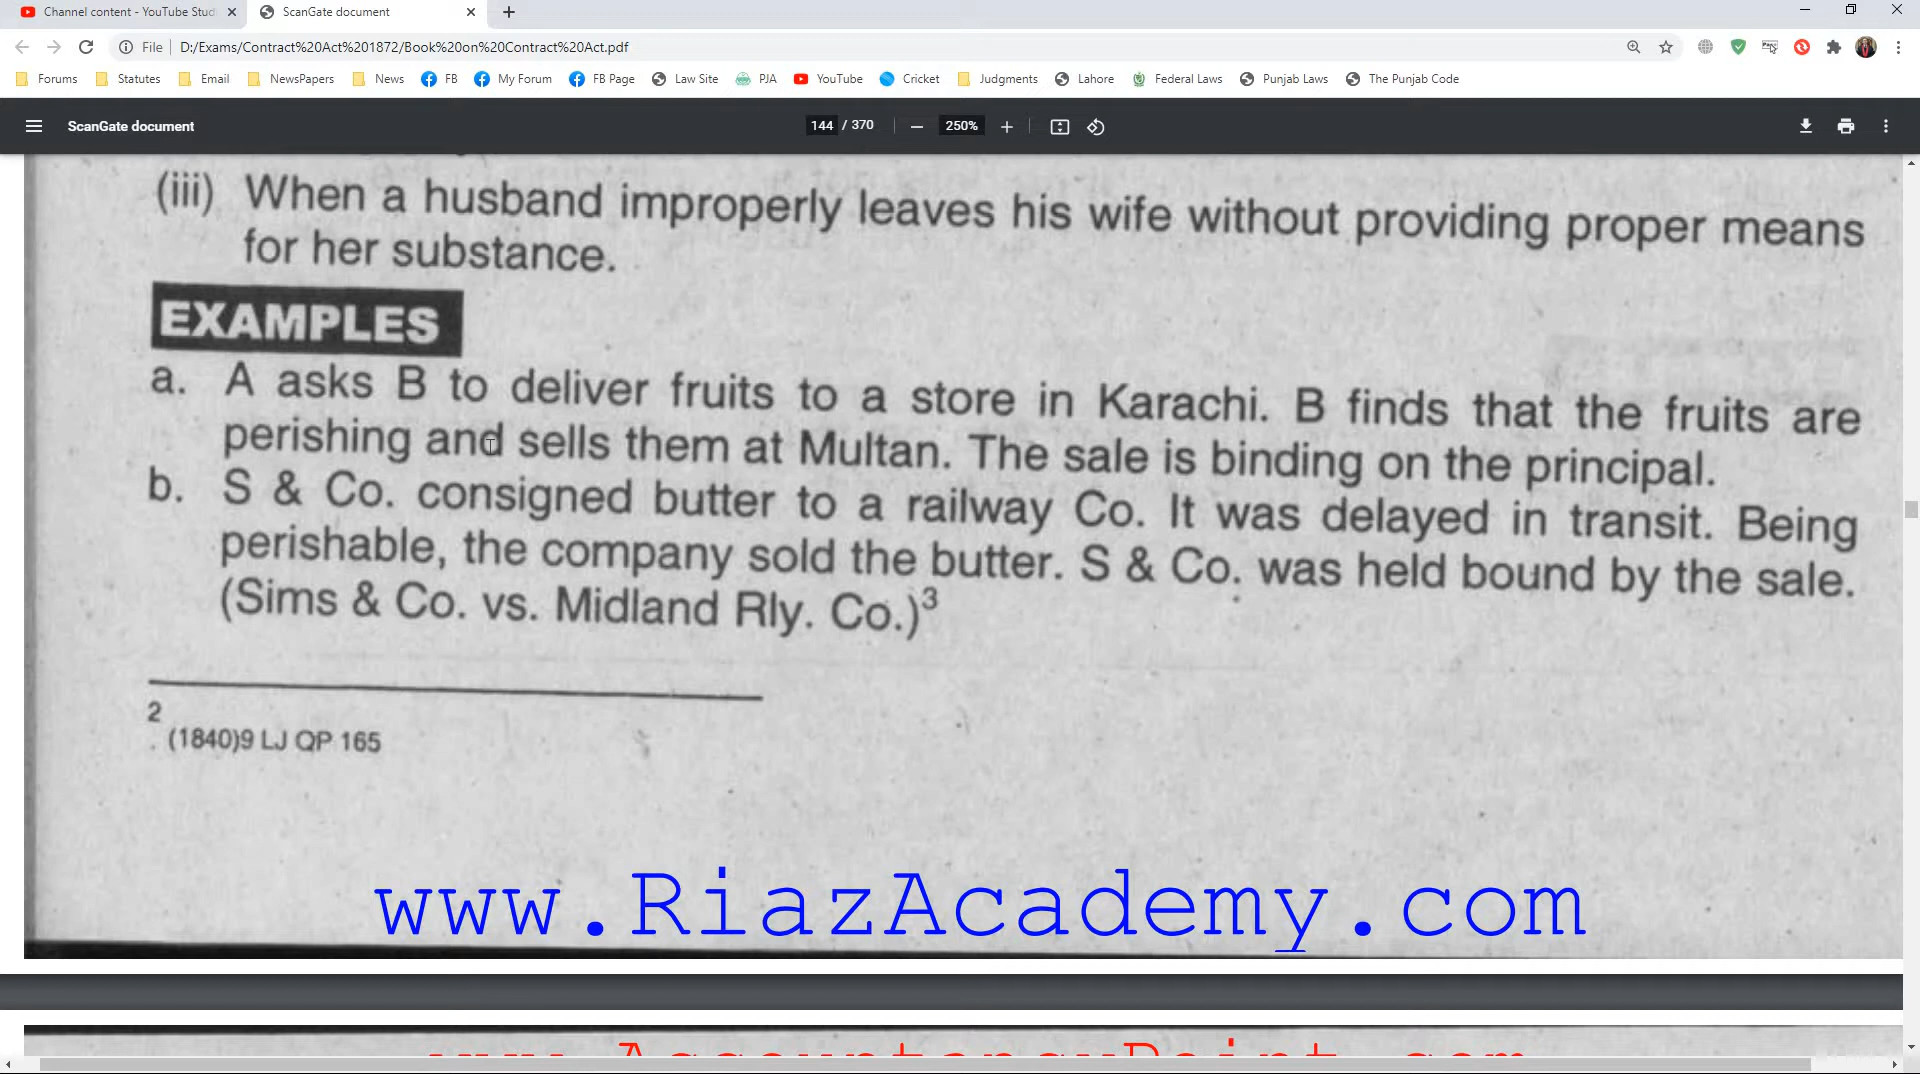 Channel content - YouTube Stud
ScanGate document
File
D:/Exams/Contract%20Act%201872/Book%20on%20Contract%20Act.pdf
Forums Statutes Email NewsPapers News FB My Forum FB Page Law Site PJA YouTube Cricket Judgments Lahore Federal Laws Punjab Laws The Punjab Code
ScanGate document 144 / 370 250%
(iii) When a husband improperly leaves his wife without providing proper means
for her substance.
EXAMPLES
a. A asks B to deliver fruits to a store in Karachi. B finds that the fruits are
perishing and sells them at Multan. The sale is binding on the principal.
b. S & Co. consigned butter to a railway Co. It was delayed in transit. Being
perishable, the company sold the butter. S & Co. was held bound by the sale.
(Sims & Co. vs. Midland Rly. Co.)3
2
(1840)9 LJ QP 165
www.RiazAcademy.com
www.AccountancyPoint.com